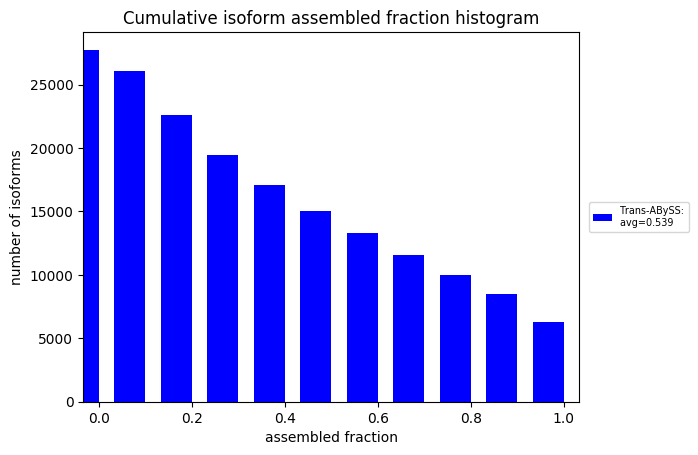 Cumulative isoform assembled fraction histogram
number of isoforms
25000
20000
15000
10000
5000
0
0.0 0.2 0.4 0.6 0.8 1.0
assembled fraction
Trans-ABySS:
avg=0.539